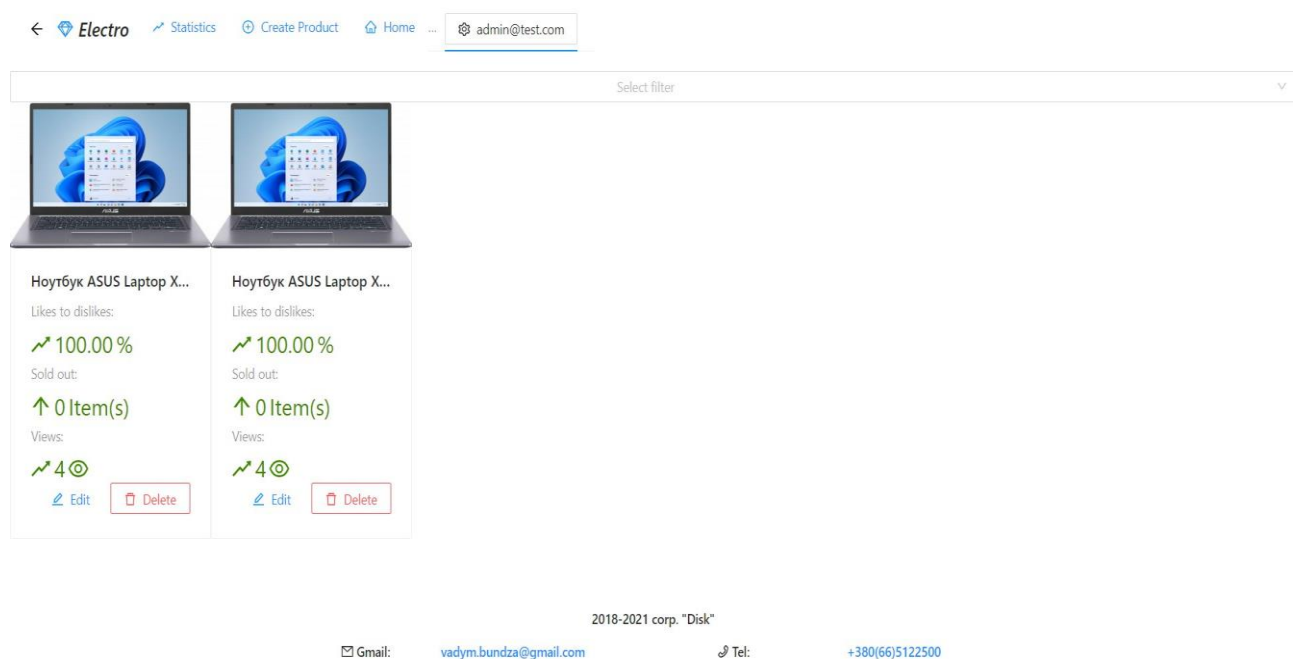 Electro Statistics Create Product Home ... admin@test.com
Select filter
ASUS ASUS
Ноутбук ASUS Laptop X... Ноутбук ASUS Laptop X...
Likes to dislikes: Likes to dislikes:
100.00 % 100.00 %
Sold out: Sold out:
0 Item(s) 0 Item(s)
Views: Views:
4 4
Edit Delete Edit Delete
2018-2021 corp. "Disk"
Gmail: vadym.bundza@gmail.com Tel: +380(66)5122500